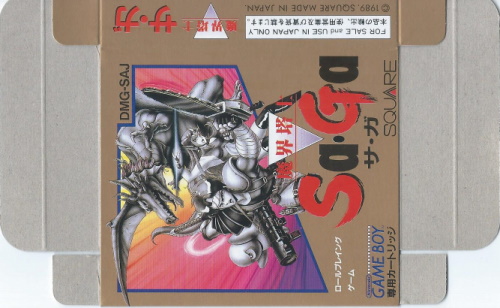 魔界塔士
サ・ガ
©1989. SQUARE MADE IN JAPAN.
FOR SALE and USE IN JAPAN ONLY
本品の輸出、使用営業及び賃貸を禁じます。
DMG-SAJ
魔界塔士
Sa・Ga
サ・ガ
SQUARE
ロールプレイング
ゲーム
Nintendo
GAME BOY
専用カートリッジ